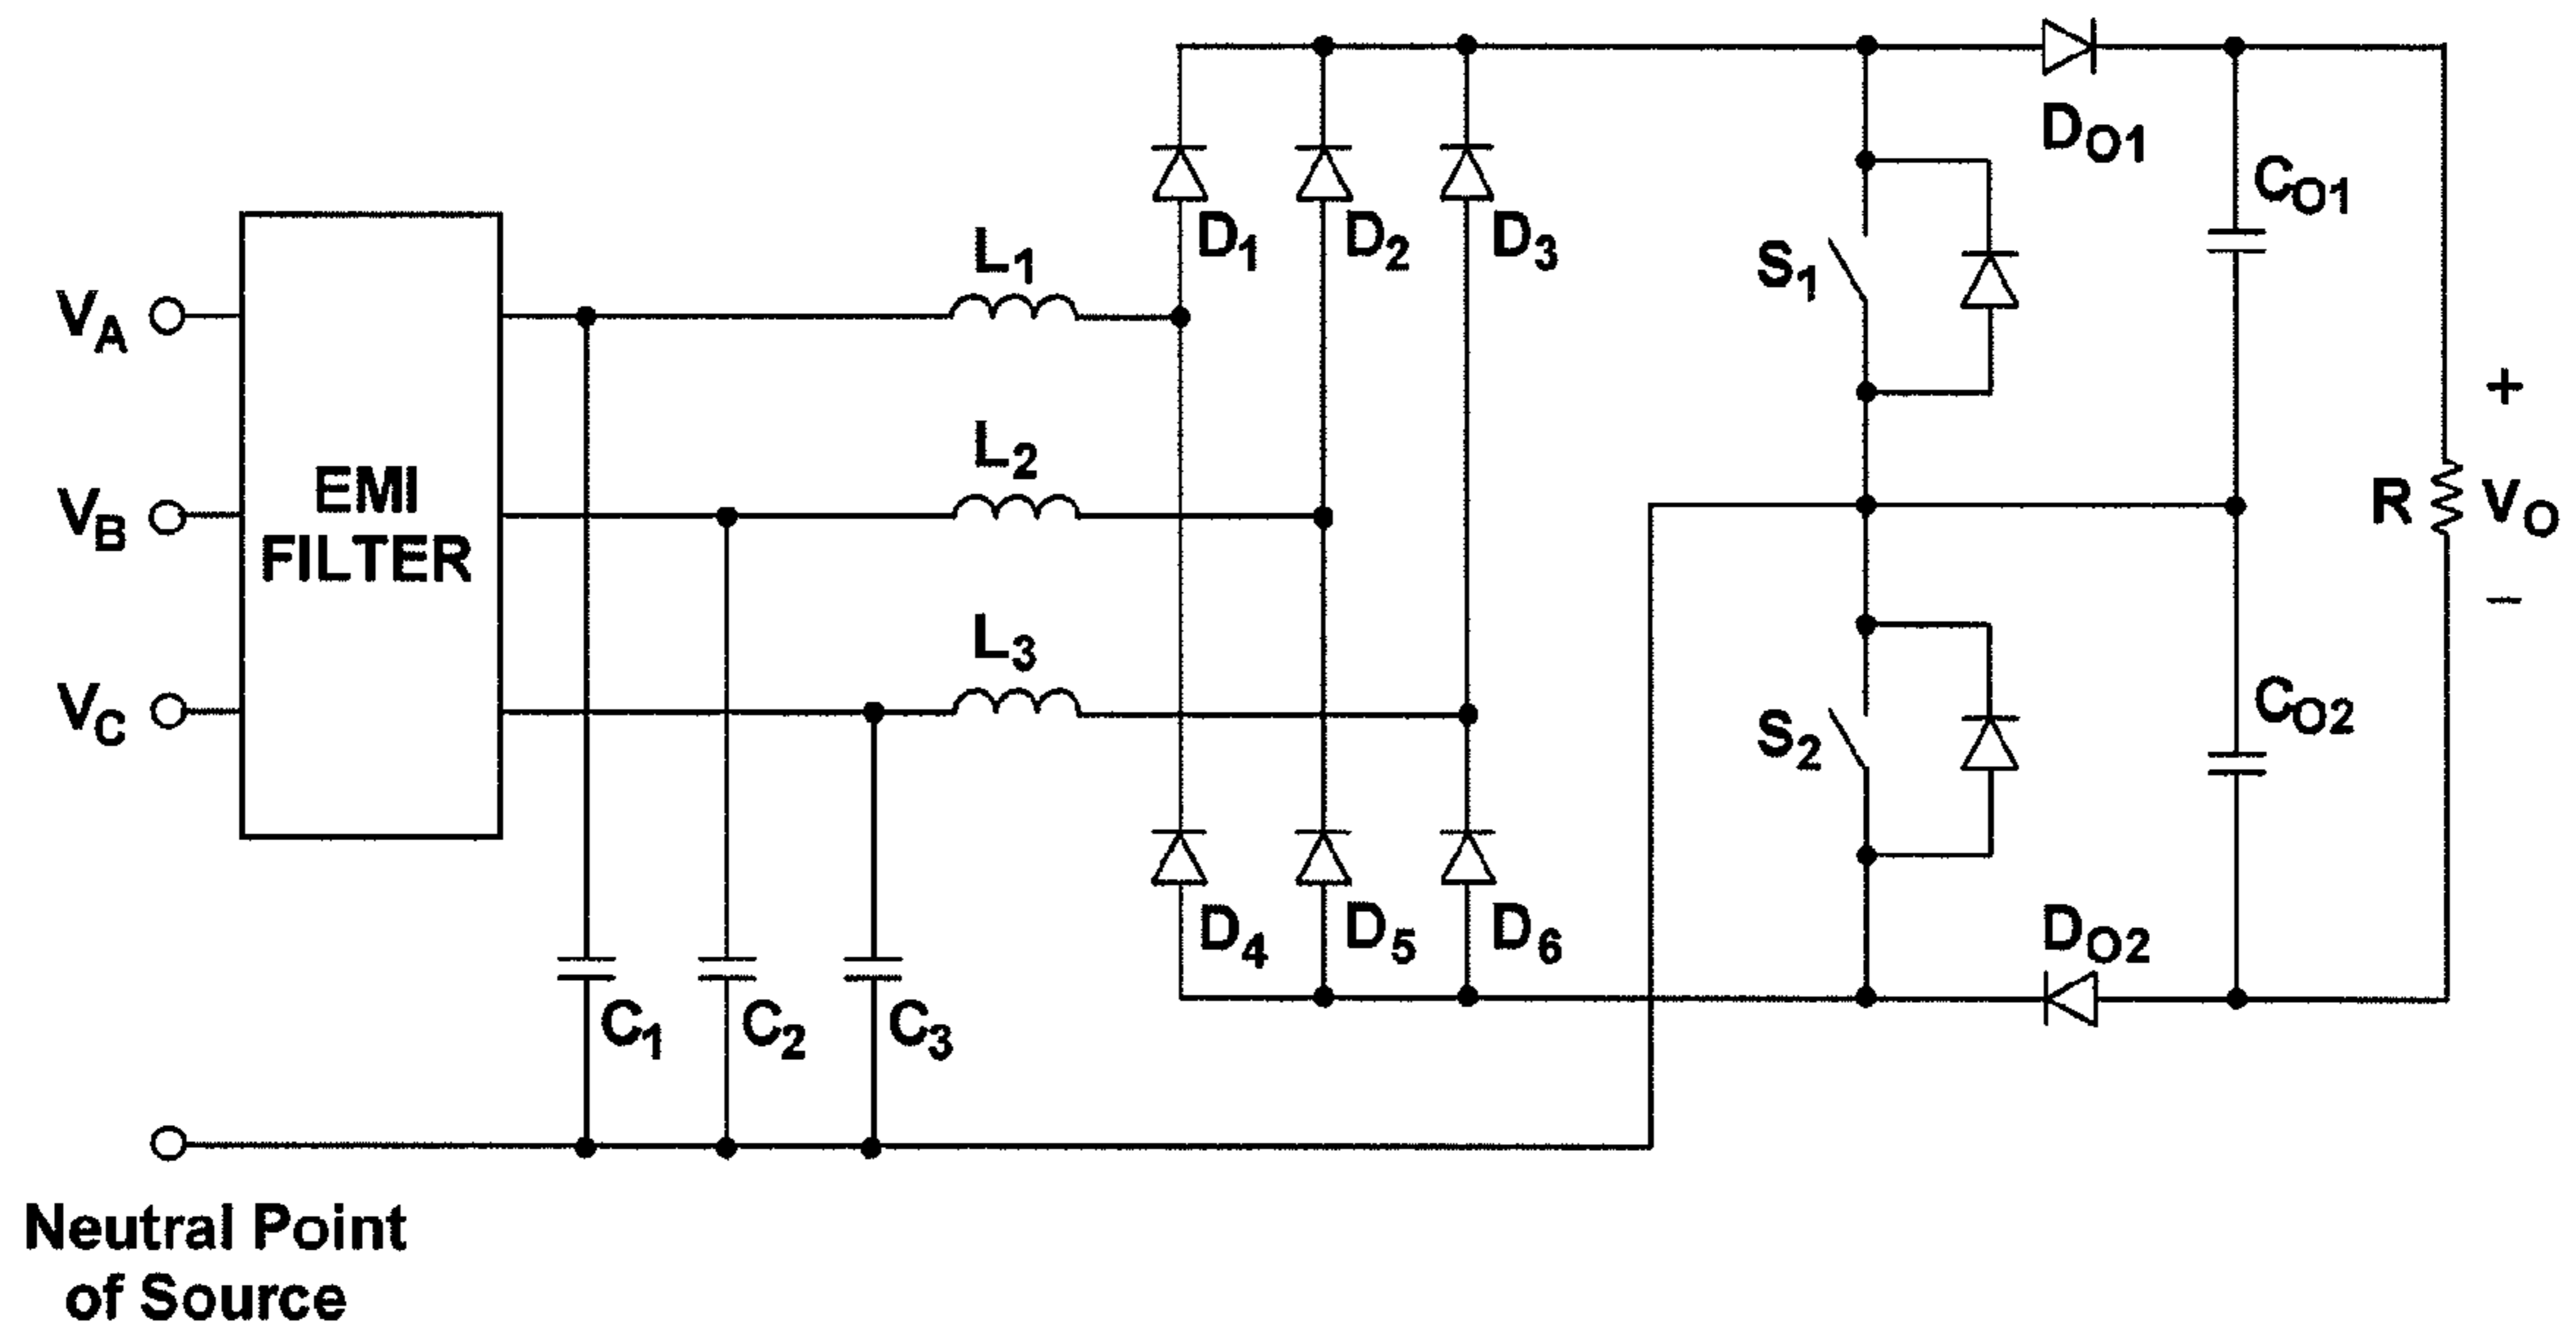 D_O1
C_O1
D_1
D_2
D_3
L_1
S_1
V_A
+
L_2
EMI
FILTER
V_B
R
V_O
−
L_3
V_C
S_2
C_O2
D_4
D_5
D_6
D_O2
C_1
C_2
C_3
Neutral Point
of Source